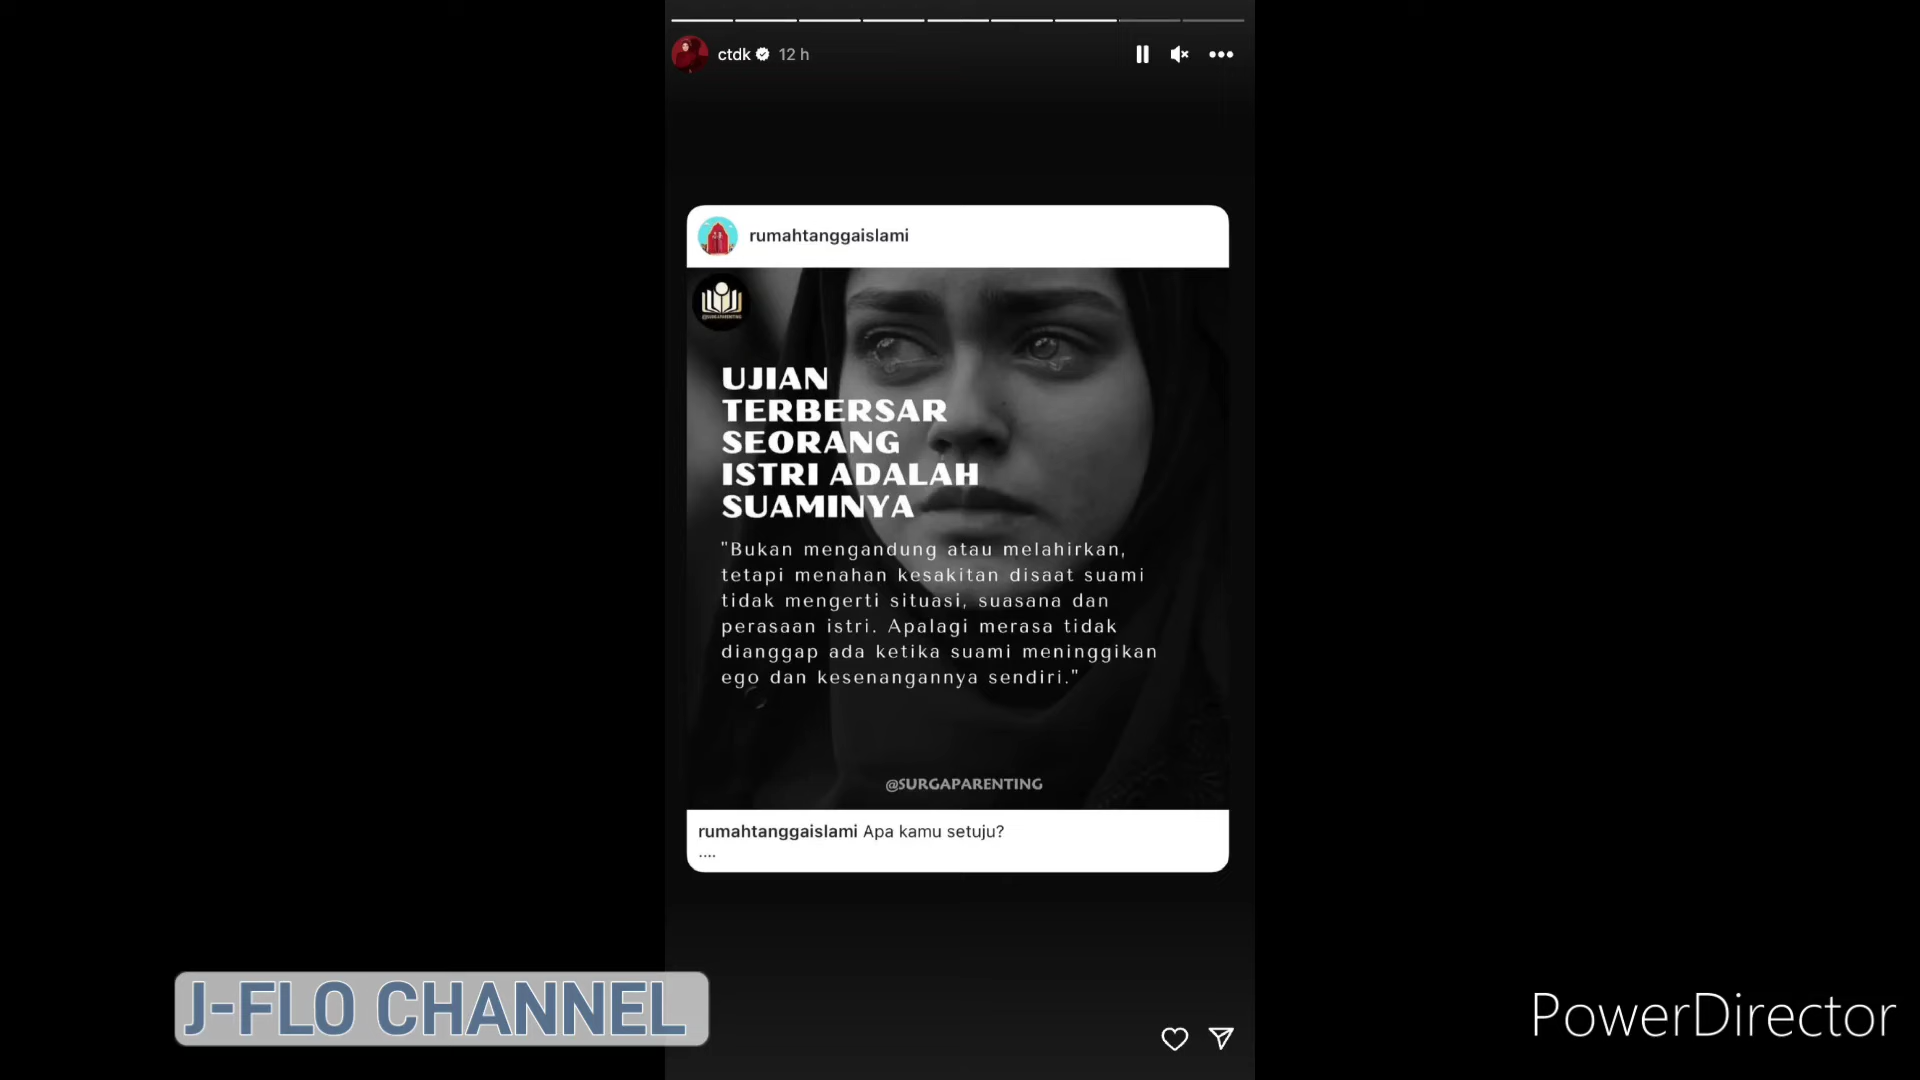 ctdk 12 h
rumahtanggaislami
@SURGAPARENTING
UJIAN
TERBERSAR
SEORANG
ISTRI ADALAH
SUAMINYA
"Bukan mengandung atau melahirkan,
tetapi menahan kesakitan disaat suami
tidak mengerti situasi, suasana dan
perasaan istri. Apalagi merasa tidak
dianggap ada ketika suami meninggikan
ego dan kesenangannya sendiri."
@SURGAPARENTING
rumahtanggaislami Apa kamu setuju?
....
J-FLO CHANNEL
PowerDirector